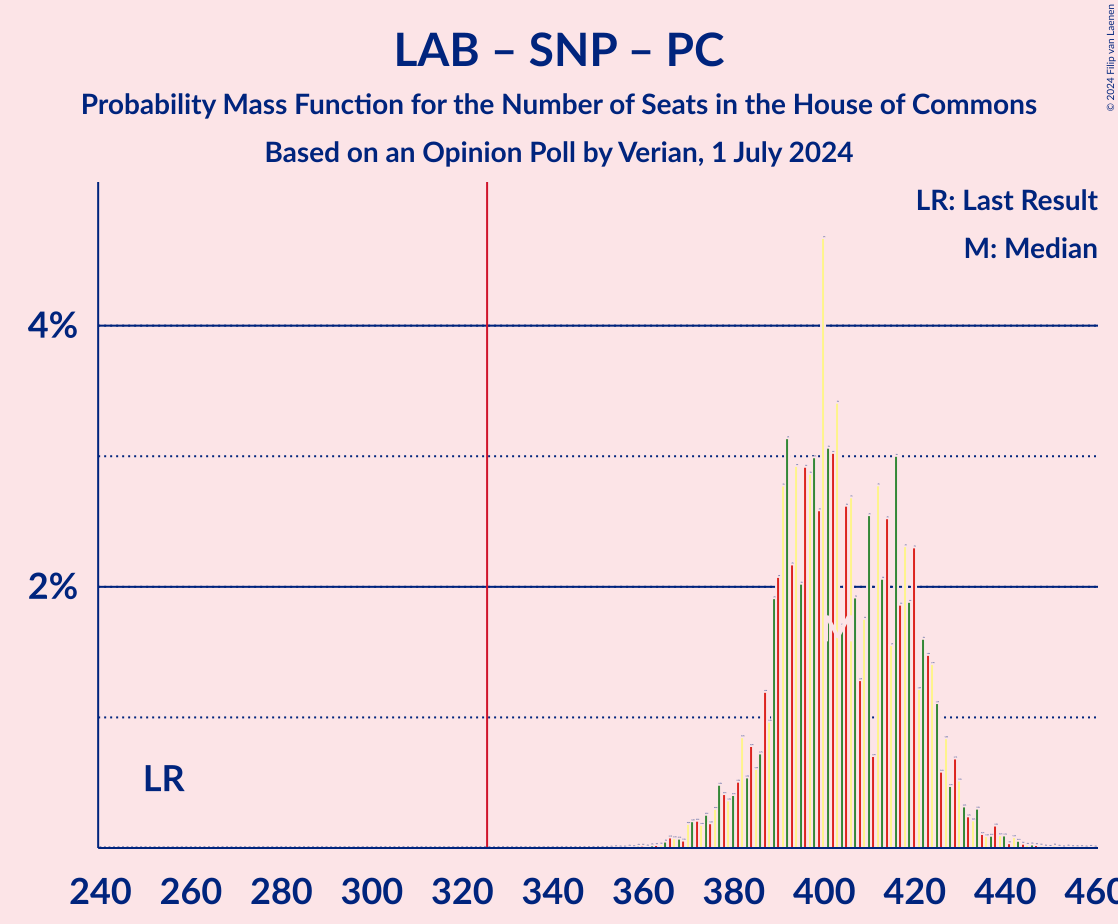 LAB – SNP – PC
Probability Mass Function for the Number of Seats in the House of Commons
Based on an Opinion Poll by Verian, 1 July 2024
© 2024 Filip van Laenen
LR: Last Result
M: Median
4%
2%
M
LR
240 260 280 300 320 340 360 380 400 420 440 460